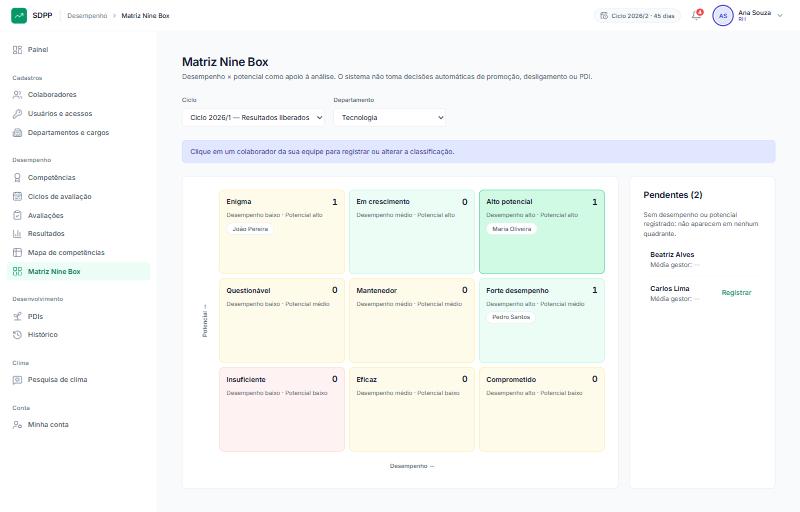 SDPP
Desempenho > Matriz Nine Box
Ciclo 2026/2 · 45 dias
4
AS
Ana Souza
RH
Painel
Cadastros
Colaboradores
Usuários e acessos
Departamentos e cargos
Desempenho
Competências
Ciclos de avaliação
Avaliações
Resultados
Mapa de competências
Matriz Nine Box
Desenvolvimento
PDIs
Histórico
Clima
Pesquisa de clima
Conta
Minha conta
Matriz Nine Box
Desempenho × potencial como apoio à análise. O sistema não toma decisões automáticas de promoção, desligamento ou PDI.
Ciclo
Ciclo 2026/1 — Resultados liberados
Departamento
Tecnologia
Clique em um colaborador da sua equipe para registrar ou alterar a classificação.
Potencial →
Enigma 1
Desempenho baixo · Potencial alto
João Pereira
Em crescimento 0
Desempenho médio · Potencial alto
Alto potencial 1
Desempenho alto · Potencial alto
Maria Oliveira
Questionável 0
Desempenho baixo · Potencial médio
Mantenedor 0
Desempenho médio · Potencial médio
Forte desempenho 1
Desempenho alto · Potencial médio
Pedro Santos
Insuficiente 0
Desempenho baixo · Potencial baixo
Eficaz 0
Desempenho médio · Potencial baixo
Comprometido 0
Desempenho alto · Potencial baixo
Desempenho →
Pendentes (2)
Sem desempenho ou potencial
registrado: não aparecem em nenhum
quadrante.
Beatriz Alves
Média gestor: —
Carlos Lima
Média gestor: —
Registrar